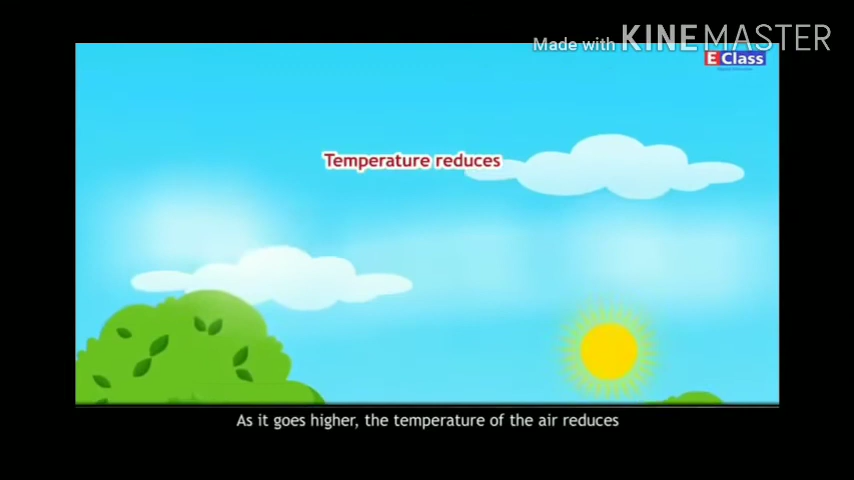 Made with KINEMASTER
E Class
Temperature reduces
As it goes higher, the temperature of the air reduces